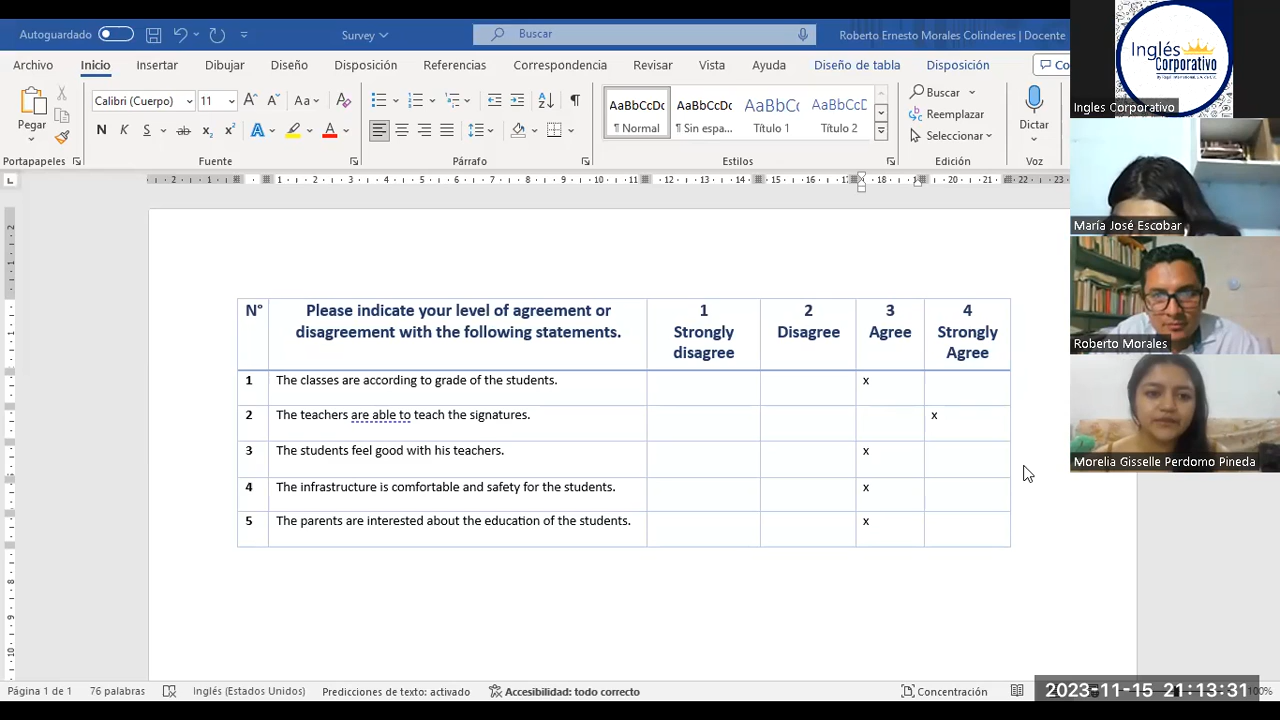 Autoguardado
Survey
Buscar
Roberto Ernesto Morales Colinderes | Docente
Archivo Inicio Insertar Dibujar Diseño Disposición Referencias Correspondencia Revisar Vista Ayuda Diseño de tabla Disposición Co
Pegar
Portapapeles
Calibri (Cuerpo) 11
Fuente
Párrafo
AaBbCcDc AaBbCcDc AaBbCc AaBbCcD
¶ Normal ¶ Sin espa... Título 1 Título 2
Estilos
Buscar
Reemplazar
Seleccionar
Edición
Dictar
Voz
N° Please indicate your level of agreement or disagreement with the following statements. 1 Strongly disagree 2 Disagree 3 Agree 4 Strongly Agree
1 The classes are according to grade of the students. x
2 The teachers are able to teach the signatures. x
3 The students feel good with his teachers. x
4 The infrastructure is comfortable and safety for the students. x
5 The parents are interested about the education of the students. x
Página 1 de 1 76 palabras Inglés (Estados Unidos) Predicciones de texto: activado Accesibilidad: todo correcto Concentración 100%
Inglés
Corporativo
Ingles Corporativo
María José Escobar
Roberto Morales
Morelia Gisselle Perdomo Pineda
2023-11-15 21:13:31